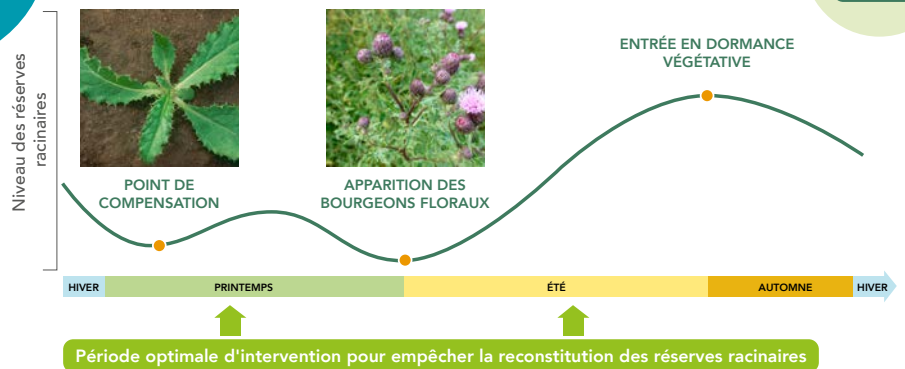 Niveau des réserves
racinaires
POINT DE
COMPENSATION
APPARITION DES
BOURGEONS FLORAUX
ENTRÉE EN DORMANCE
VÉGÉTATIVE
HIVER
PRINTEMPS
ÉTÉ
AUTOMNE
HIVER
Période optimale d'intervention pour empêcher la reconstitution des réserves racinaires